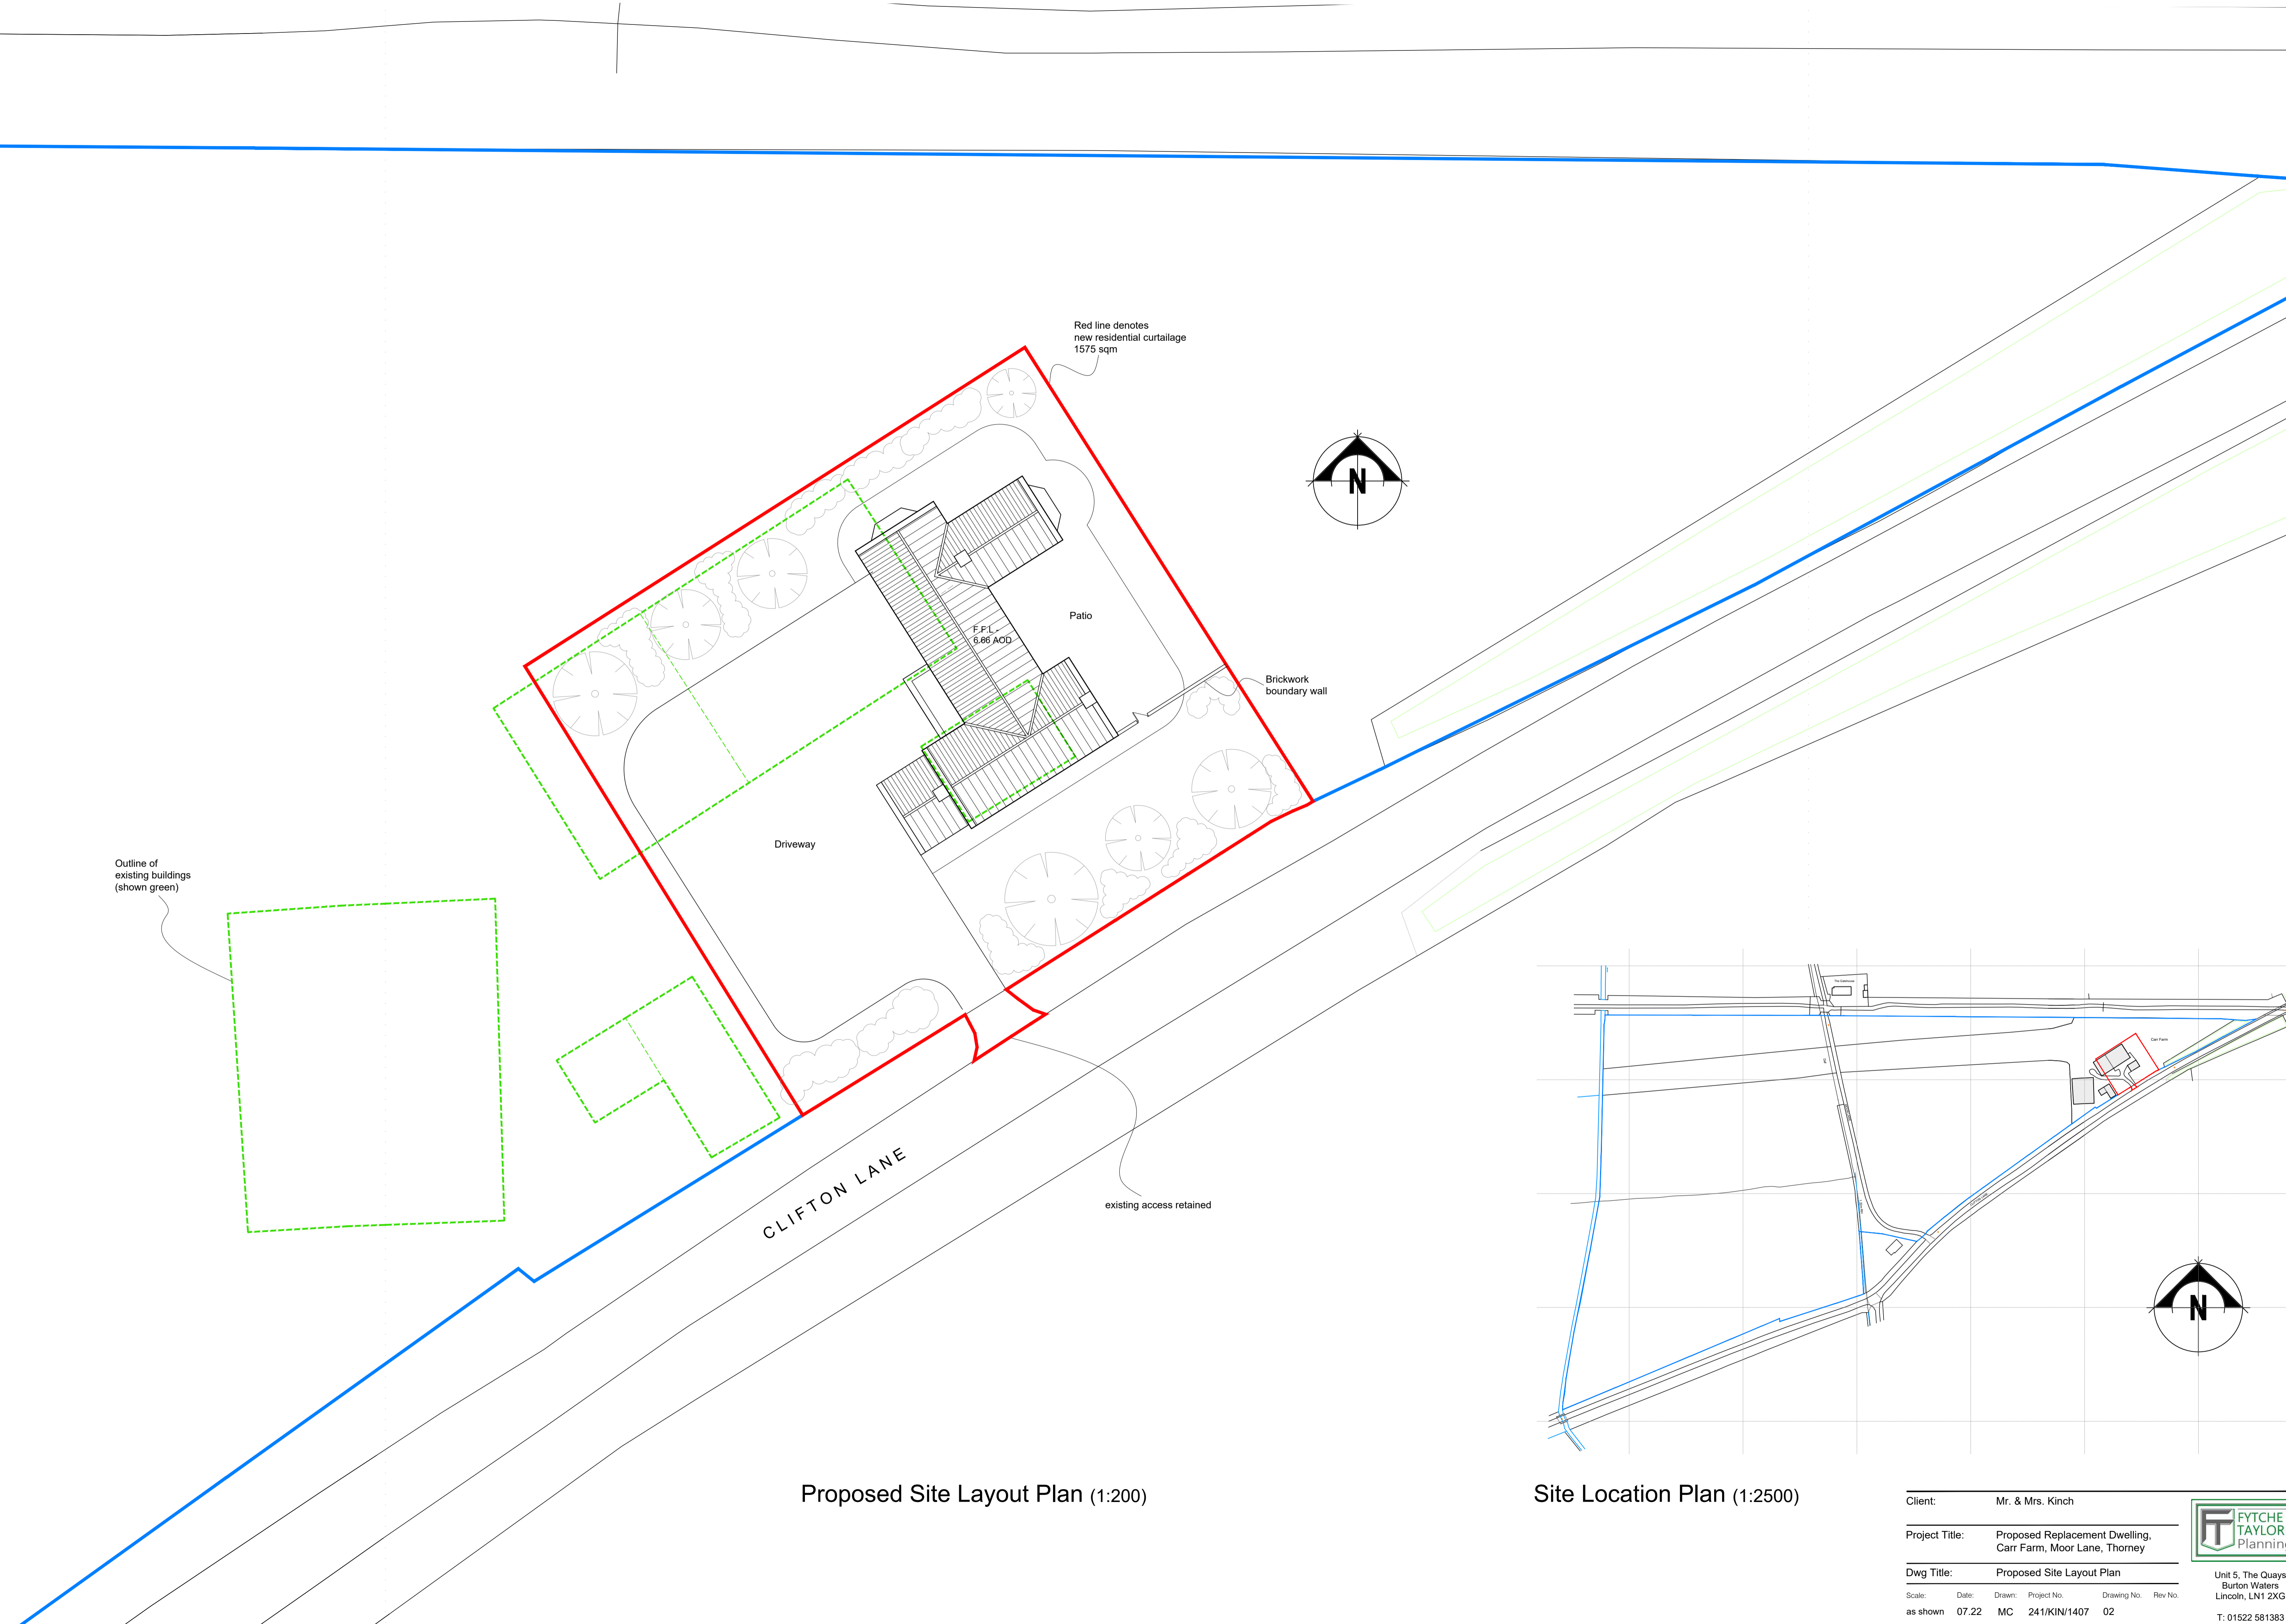 Red line denotes
new residential curtailage
1575 sqm
N
Patio
F.F.L -
6.66 AOD
Brickwork
boundary wall
Driveway
Outline of
existing buildings
(shown green)
CLIFTON LANE
existing access retained
Carr Farm
N
Proposed Site Layout Plan (1:200)
Site Location Plan (1:2500)
Client: Mr. & Mrs. Kinch
Project Title: Proposed Replacement Dwelling,
Carr Farm, Moor Lane, Thorney
Dwg Title: Proposed Site Layout Plan
Scale: Date: Drawn: Project No. Drawing No. Rev No.
as shown 07.22 MC 241/KIN/1407 02
FYTCHE
TAYLOR
Planning
Unit 5, The Quays
Burton Waters
Lincoln, LN1 2XG
T: 01522 581383